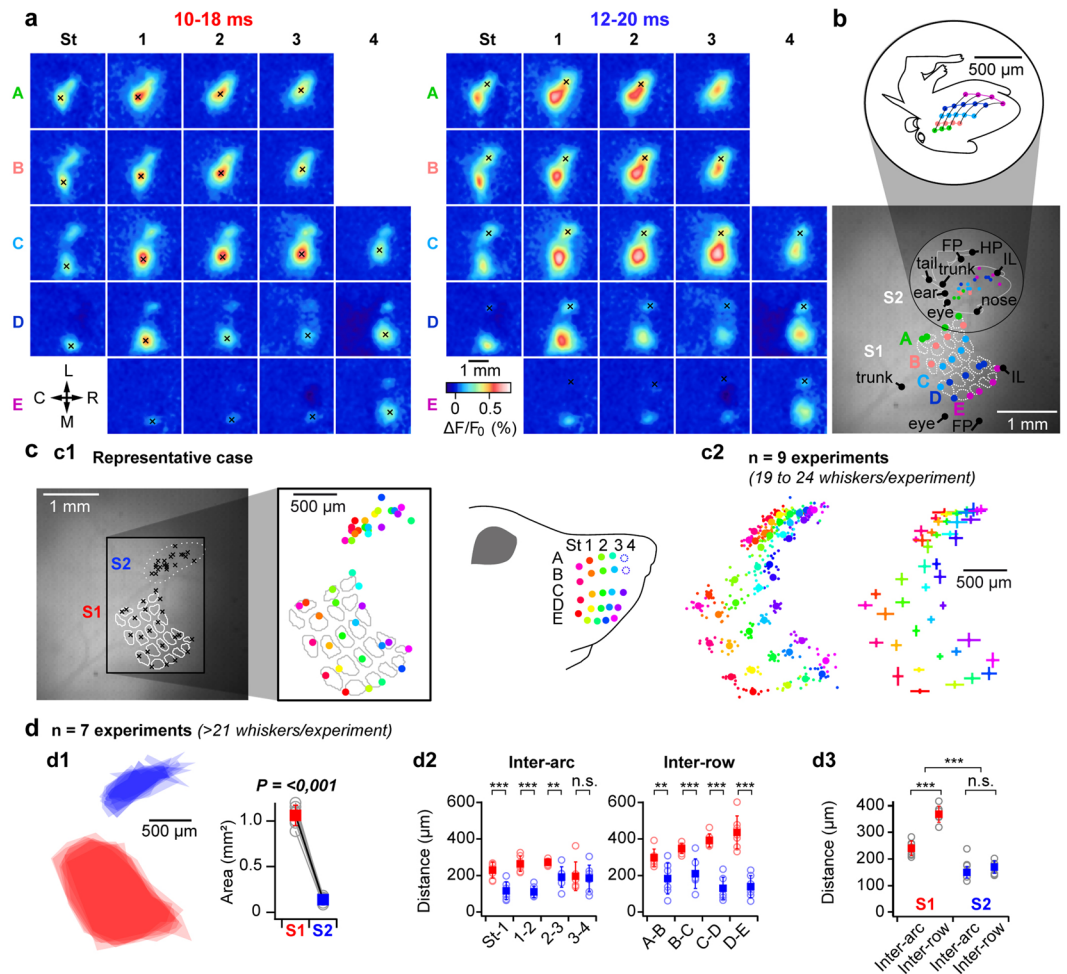 a
10-18 ms
12-20 ms
St 1 2 3 4
St 1 2 3 4
A
B
C
D
E
A
B
C
D
E
L
C R
M
1 mm
0 0.5
ΔF/F0 (%)
b
500 µm
FP HP
tail trunk IL
S2 ear
eye nose
A
S1
B
trunk C IL
D
E
eye FP
1 mm
c c1 Representative case
1 mm
S2
S1
500 µm
St 1 2 3 4
A
B
C
D
E
c2 n = 9 experiments
(19 to 24 whiskers/experiment)
500 µm
d n = 7 experiments (>21 whiskers/experiment)
d1
500 µm
P = <0,001
Area (mm²)
1.0
0.5
0
S1 S2
d2 Inter-arc Inter-row
*** *** ** n.s.
** *** *** ***
Distance (µm)
600
400
200
0
St-1 1-2 2-3 3-4
600
400
200
0
A-B B-C C-D D-E
d3
***
*** n.s.
Distance (µm)
400
300
200
100
0
S1 S2
Inter-arc Inter-row Inter-arc Inter-row